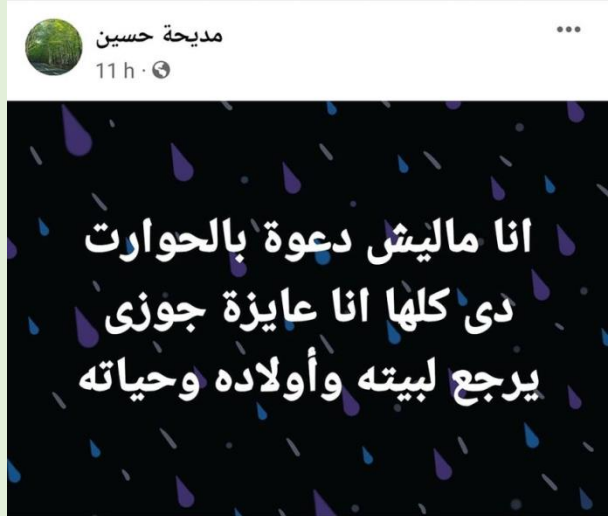 مديحة حسين
11 h ·
انا ماليش دعوة بالحوارت
دى كلها انا عايزة جوزى
يرجع لبيته وأولاده وحياته